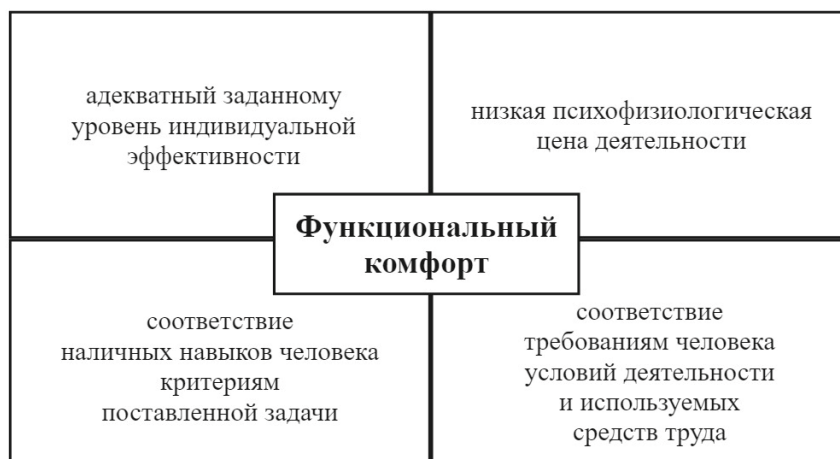 адекватный заданному
уровень индивидуальной
эффективности
низкая психофизиологическая
цена деятельности
Функциональный
комфорт
соответствие
наличных навыков человека
критериям
поставленной задачи
соответствие
требованиям человека
условий деятельности
и используемых
средств труда